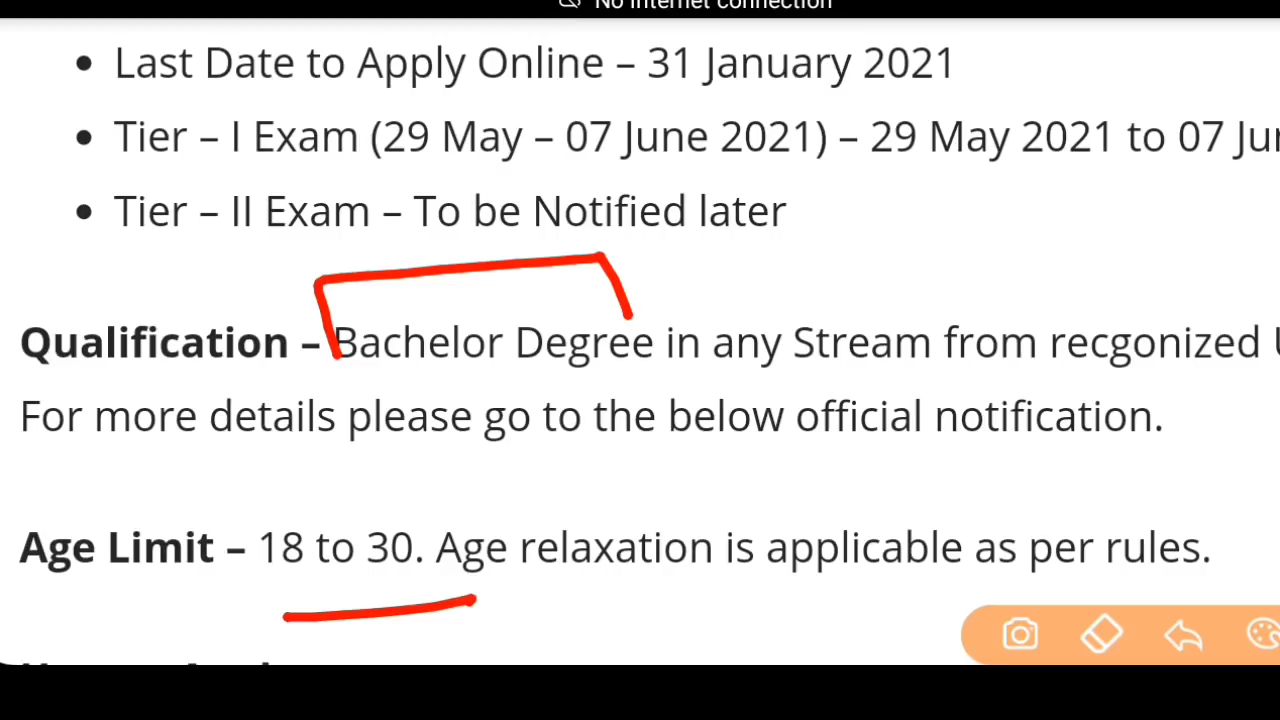 No internet connection
• Last Date to Apply Online – 31 January 2021
• Tier – I Exam (29 May – 07 June 2021) – 29 May 2021 to 07
• Tier – II Exam – To be Notified later
Qualification – Bachelor Degree in any Stream from recgonized
For more details please go to the below official notification.
Age Limit – 18 to 30. Age relaxation is applicable as per rules.